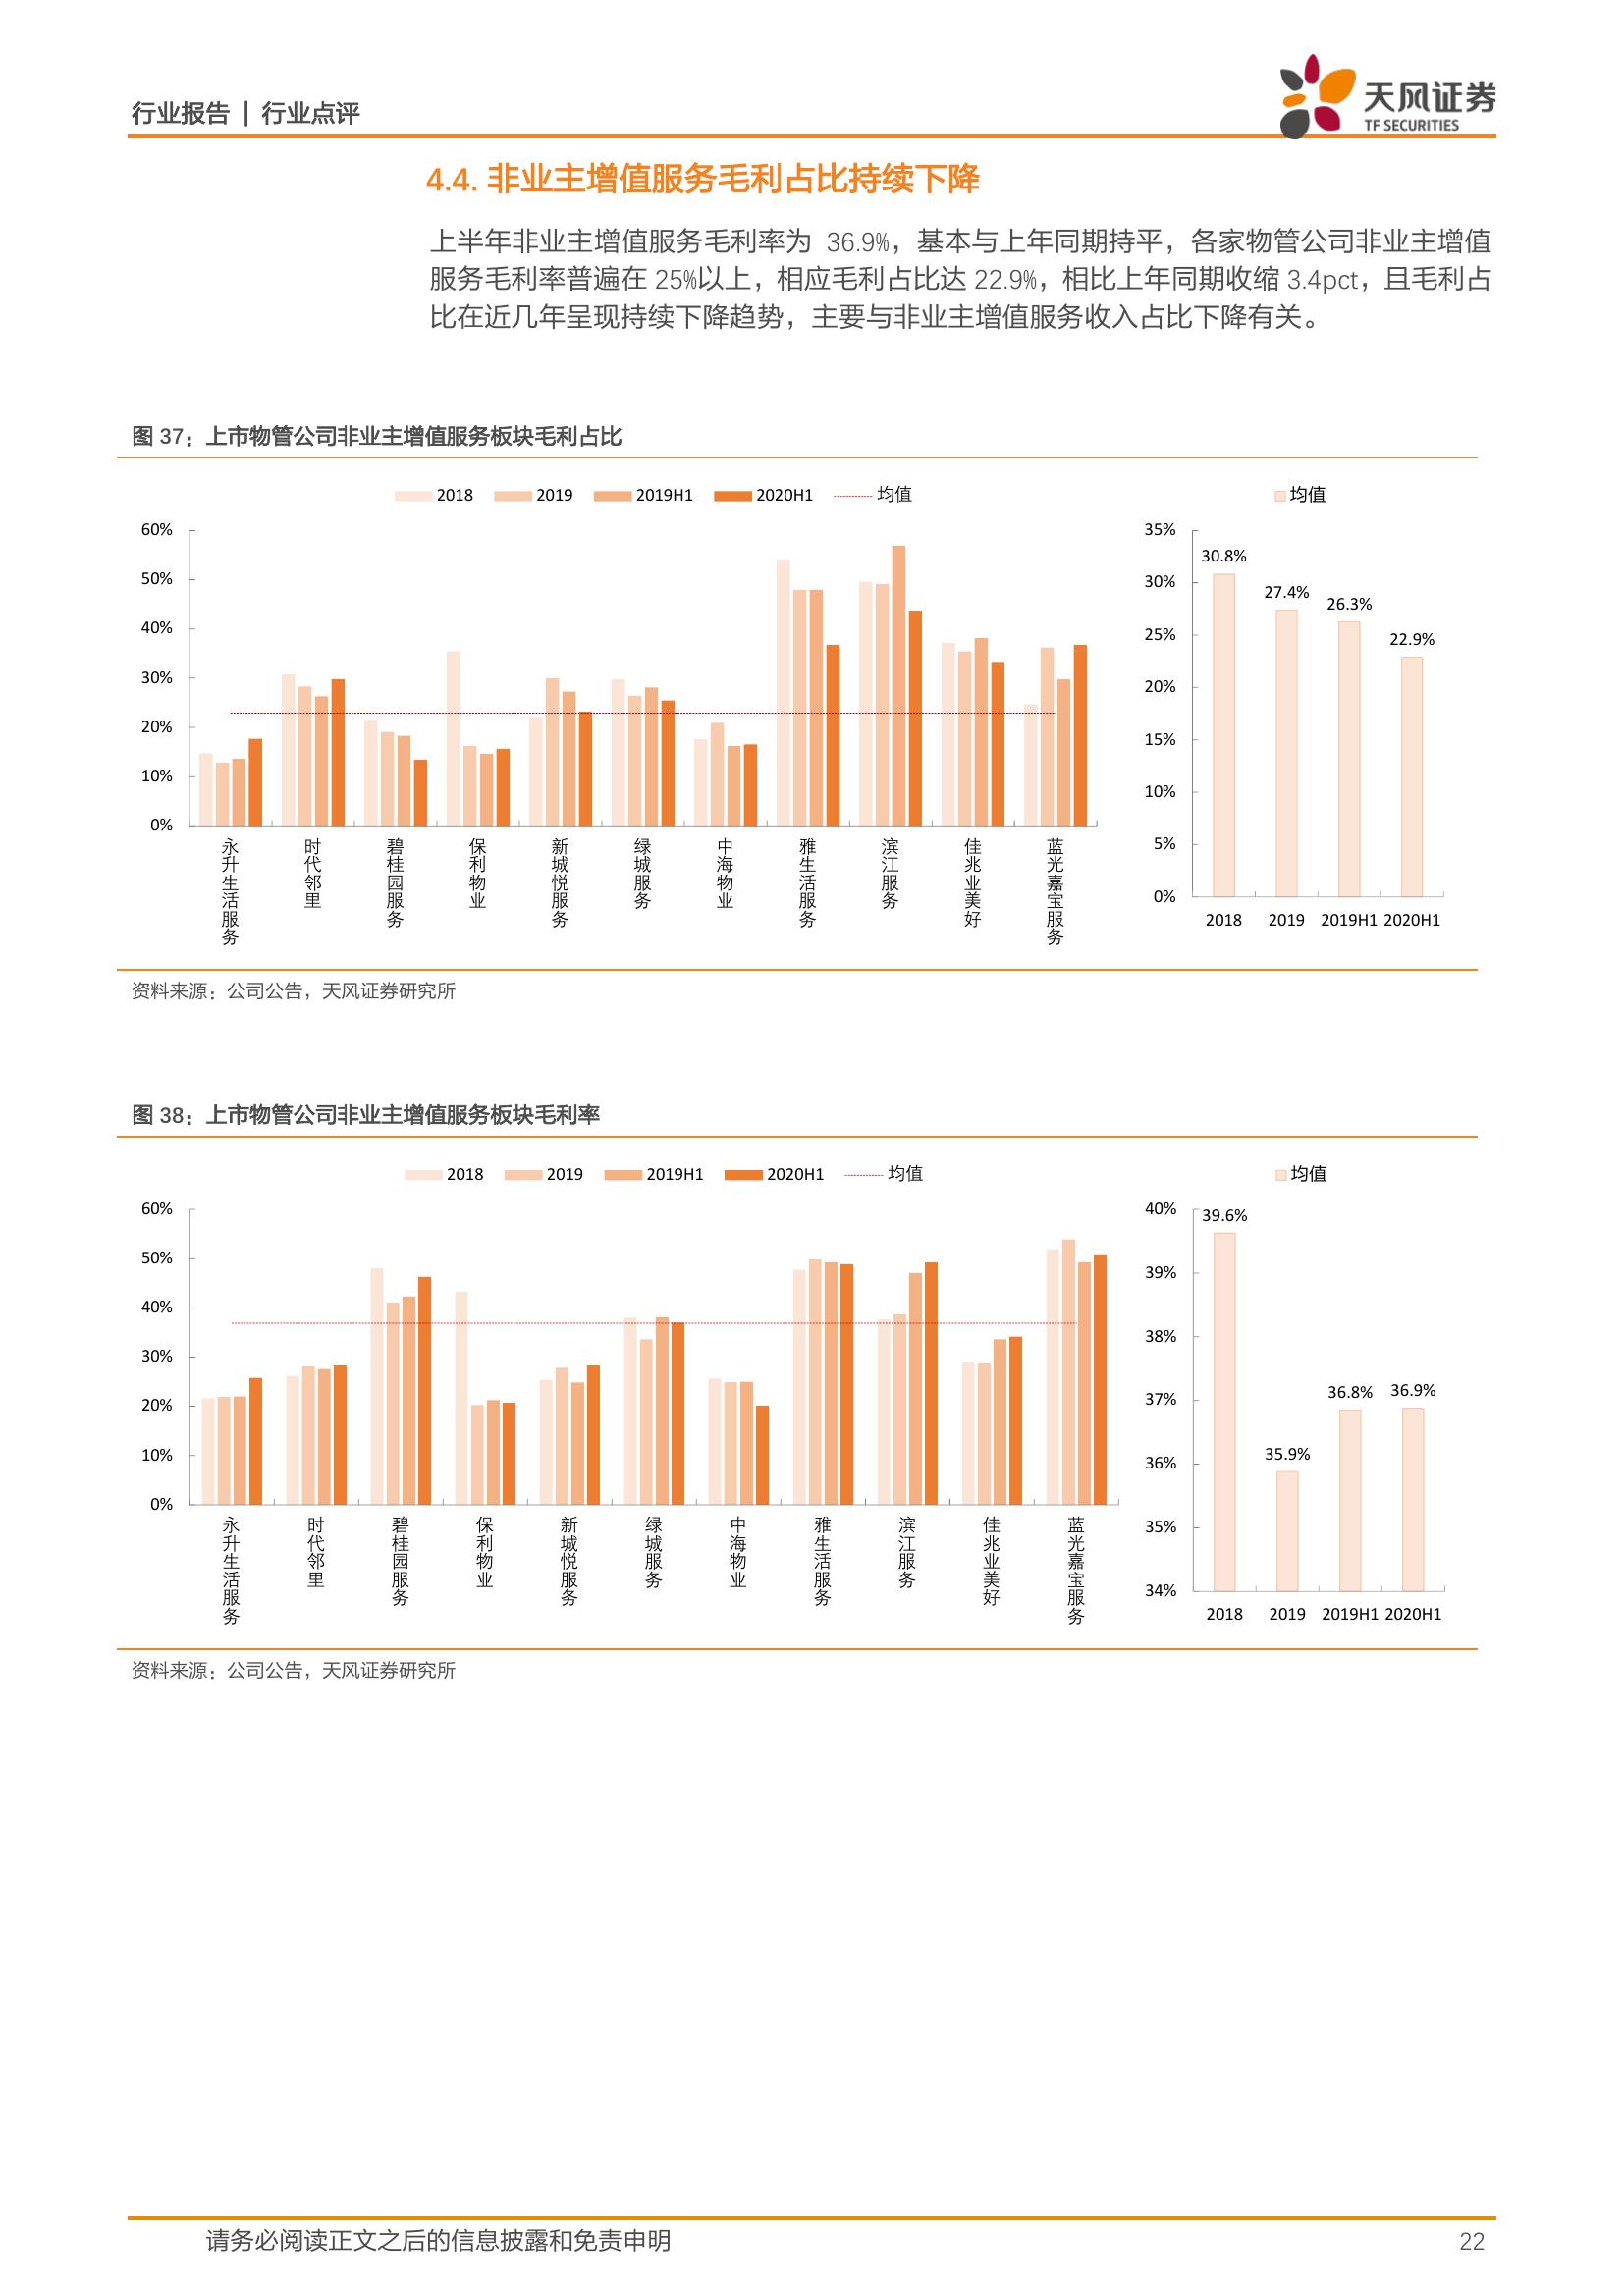 行业报告 | 行业点评
天风证券
TF SECURITIES
4.4. 非业主增值服务毛利占比持续下降
上半年非业主增值服务毛利率为 36.9%，基本与上年同期持平，各家物管公司非业主增值
服务毛利率普遍在 25%以上，相应毛利占比达 22.9%，相比上年同期收缩 3.4pct，且毛利占
比在近几年呈现持续下降趋势，主要与非业主增值服务收入占比下降有关。
图 37：上市物管公司非业主增值服务板块毛利占比
2018 2019 2019H1 2020H1 均值
60%
50%
40%
30%
20%
10%
0%
永升生活服务
时代邻里
碧桂园服务
保利物业
新城悦服务
绿城服务
中海物业
雅生活服务
滨江服务
佳兆业美好
蓝光嘉宝服务
均值
35%
30%
25%
20%
15%
10%
5%
0%
30.8%
27.4%
26.3%
22.9%
2018 2019 2019H1 2020H1
资料来源：公司公告，天风证券研究所
图 38：上市物管公司非业主增值服务板块毛利率
2018 2019 2019H1 2020H1 均值
60%
50%
40%
30%
20%
10%
0%
永升生活服务
时代邻里
碧桂园服务
保利物业
新城悦服务
绿城服务
中海物业
雅生活服务
滨江服务
佳兆业美好
蓝光嘉宝服务
均值
40%
39%
38%
37%
36%
35%
34%
39.6%
35.9%
36.8%
36.9%
2018 2019 2019H1 2020H1
资料来源：公司公告，天风证券研究所
请务必阅读正文之后的信息披露和免责申明
22